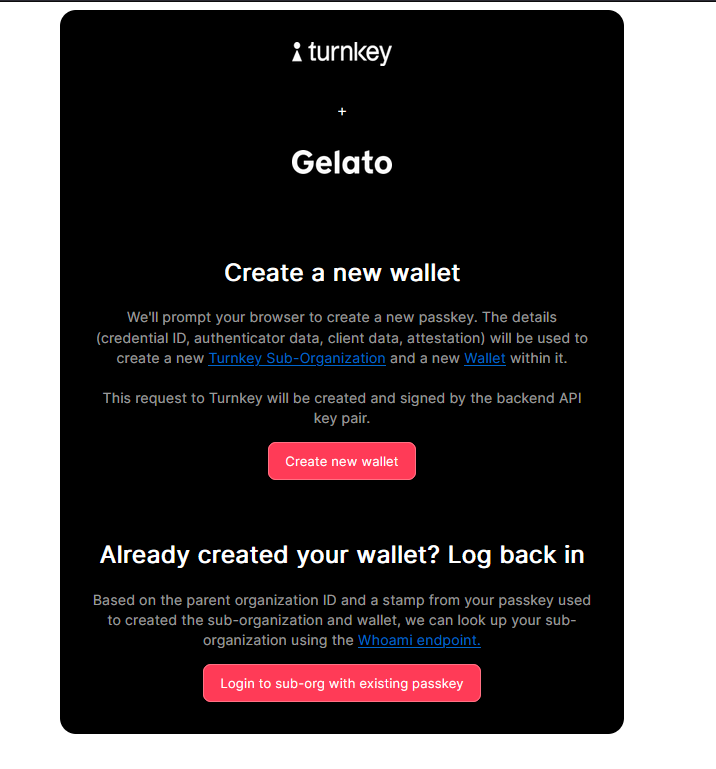 turnkey
+
Gelato
Create a new wallet
We'll prompt your browser to create a new passkey. The details
(credential ID, authenticator data, client data, attestation) will be used to
create a new Turnkey Sub-Organization and a new Wallet within it.
This request to Turnkey will be created and signed by the backend API
key pair.
Create new wallet
Already created your wallet? Log back in
Based on the parent organization ID and a stamp from your passkey used
to created the sub-organization and wallet, we can look up your sub-
organization using the Whoami endpoint.
Login to sub-org with existing passkey